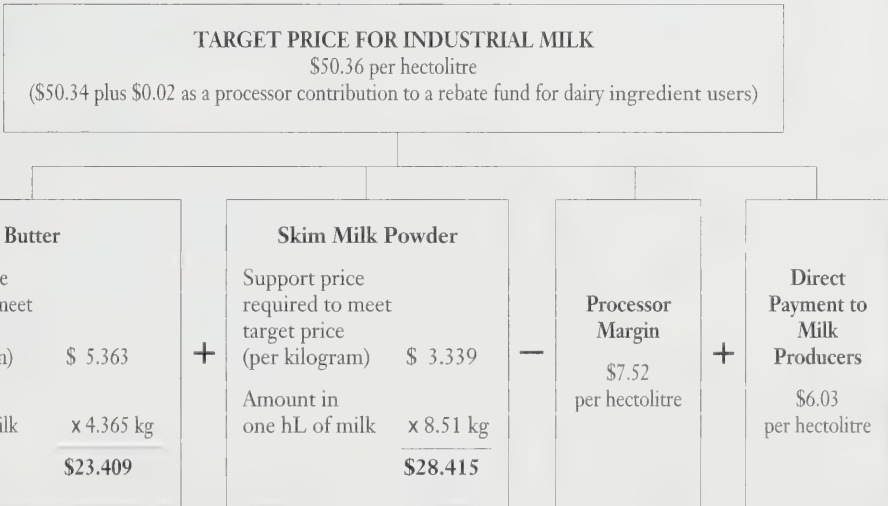 TARGET PRICE FOR INDUSTRIAL MILK
$50.36 per hectolitre
($50.34 plus $0.02 as a processor contribution to a rebate fund for dairy ingredient users)
Butter
$ 5.363
x 4.365 kg
$23.409
+
Skim Milk Powder
Support price
required to meet
target price
(per kilogram) $ 3.339
Amount in
one hL of milk x 8.51 kg
$28.415
—
Processor
Margin
$7.52
per hectolitre
+
Direct
Payment to
Milk
Producers
$6.03
per hectolitre